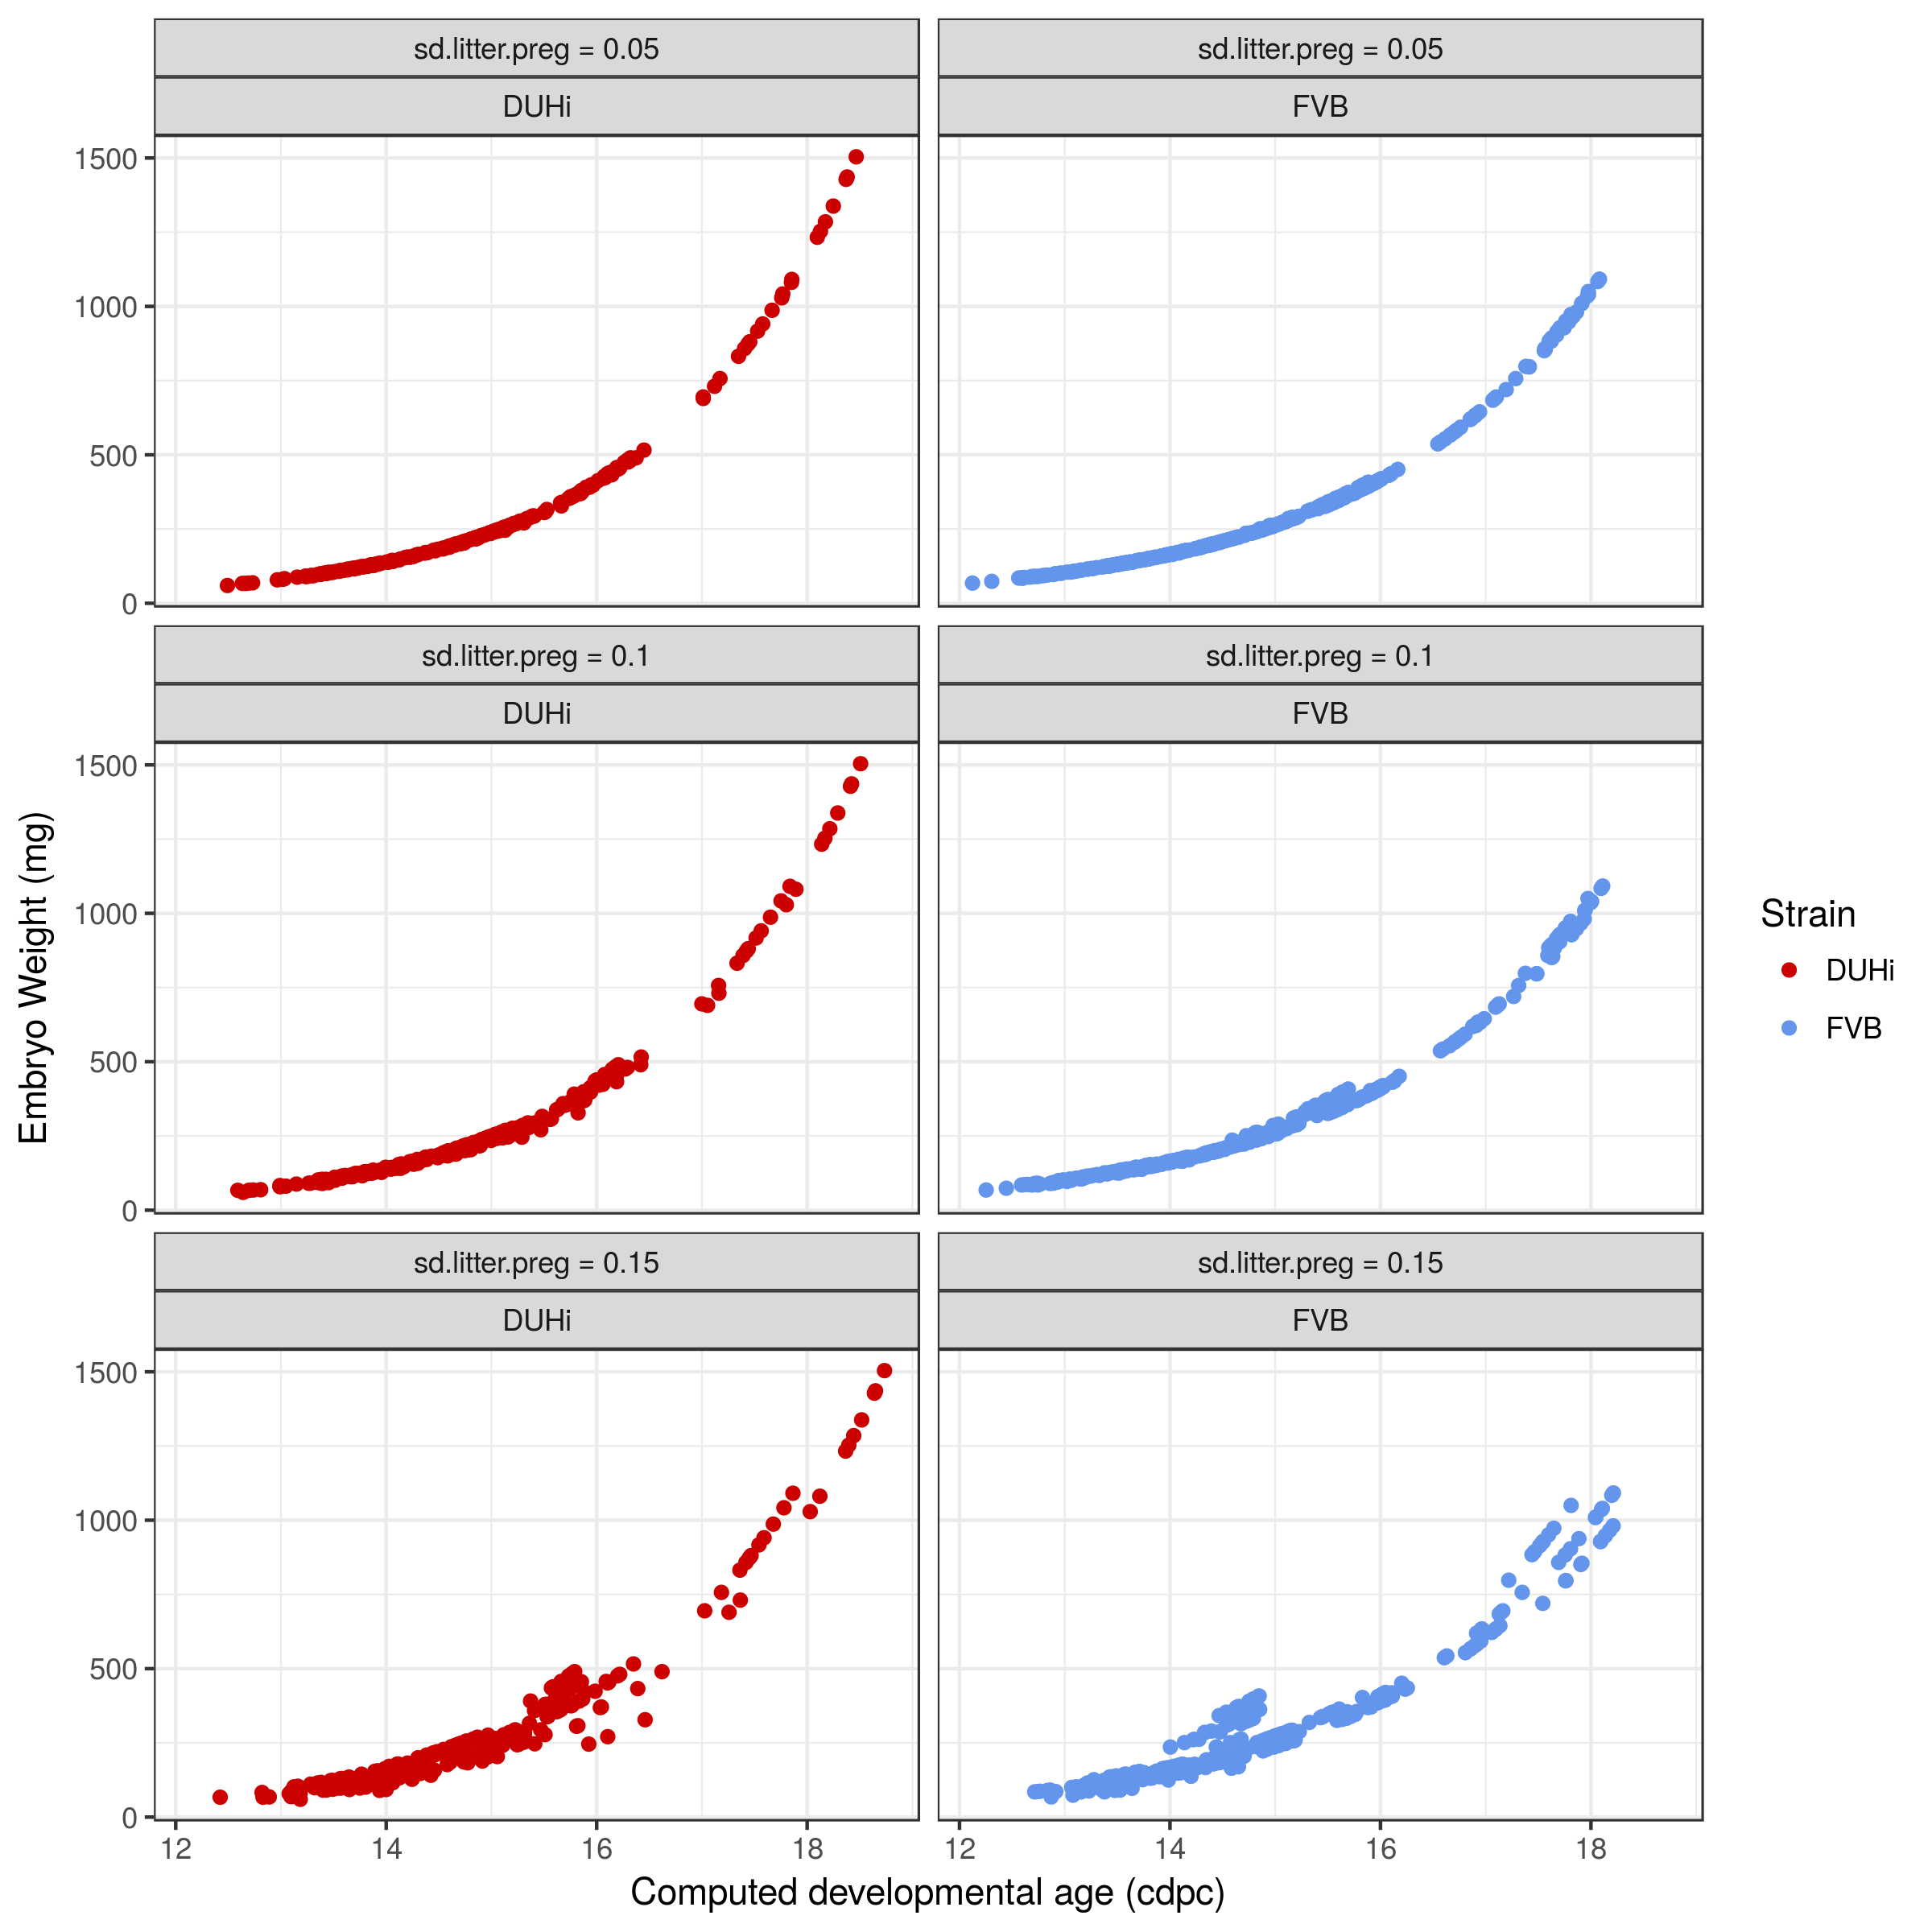 sd.litter.preg = 0.05
sd.litter.preg = 0.05
DUHi
FVB
1500
1000
500
0
sd.litter.preg = 0.1
sd.litter.preg = 0.1
DUHi
FVB
1500
1000
500
0
sd.litter.preg = 0.15
sd.litter.preg = 0.15
DUHi
FVB
1500
1000
500
0
12 14 16 18
12 14 16 18
Computed developmental age (cdpc)
Embryo Weight (mg)
Strain
DUHi
FVB